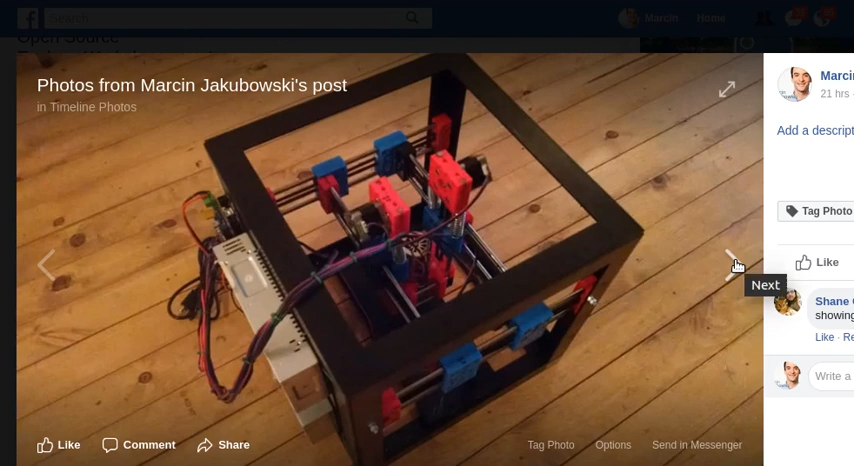 Search
Marcin
Home
Open Source
Photos from Marcin Jakubowski's post
in Timeline Photos
Marcin
21 hrs
Add a descript
Tag Photo
Like
Next
Shane
showing
Like · Re
Write a
Like
Comment
Share
Tag Photo
Options
Send in Messenger